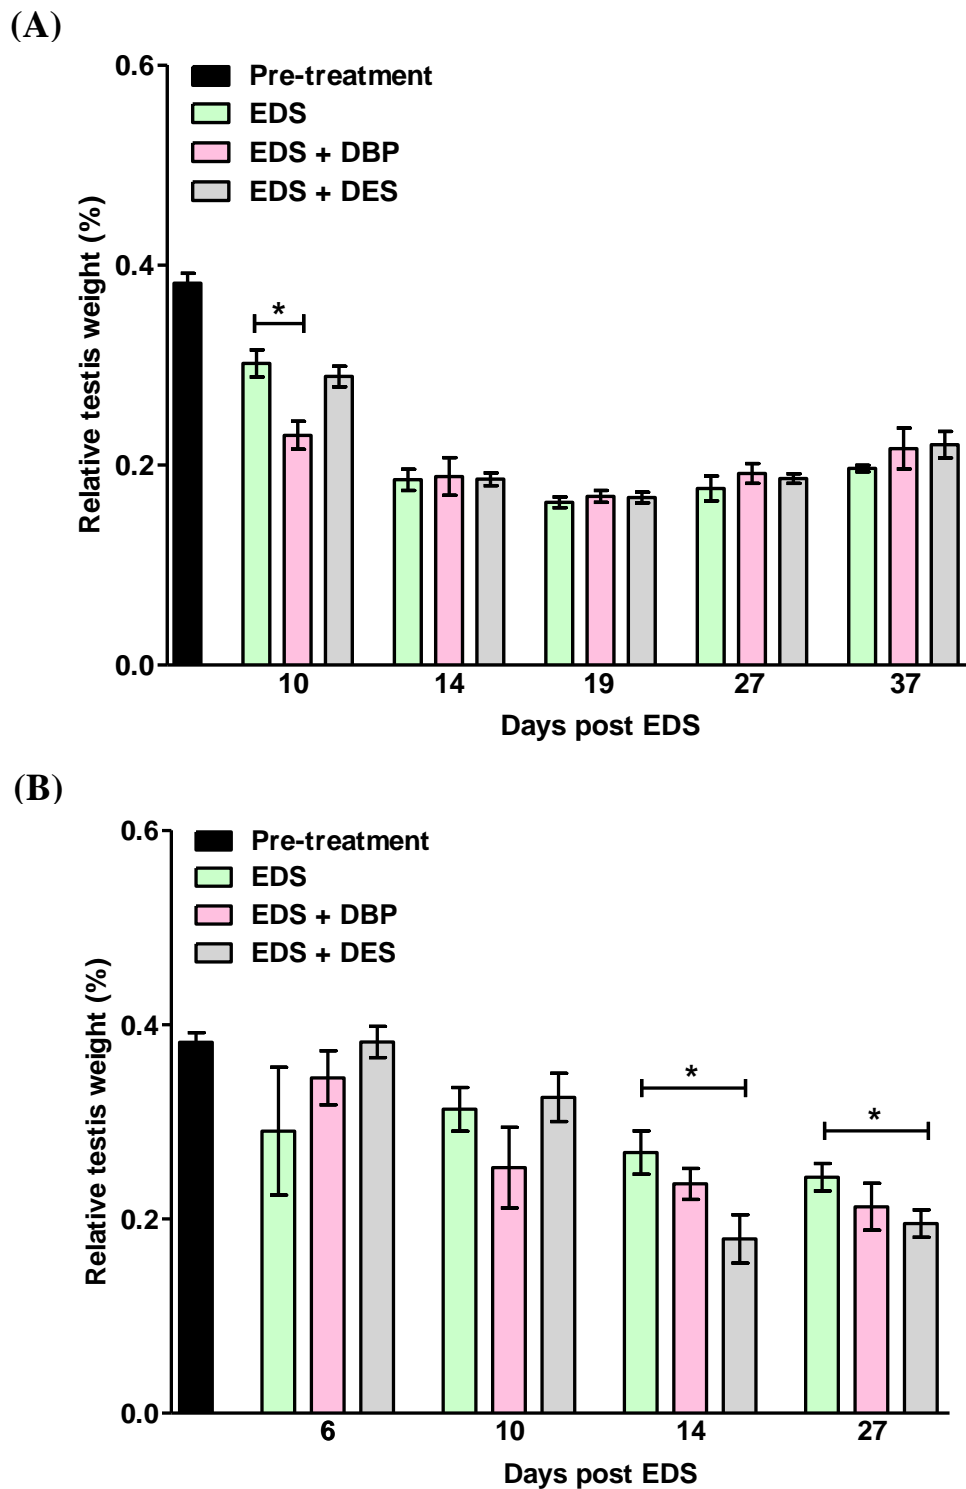 (A)
0.6
Pre-treatment
EDS
EDS + DBP
EDS + DES
Relative testis weight (%)
0.4
*
0.2
0.0
10 14 19 27 37
Days post EDS
(B)
0.6
Pre-treatment
EDS
EDS + DBP
EDS + DES
Relative testis weight (%)
0.4
*
*
0.2
0.0
6 10 14 27
Days post EDS